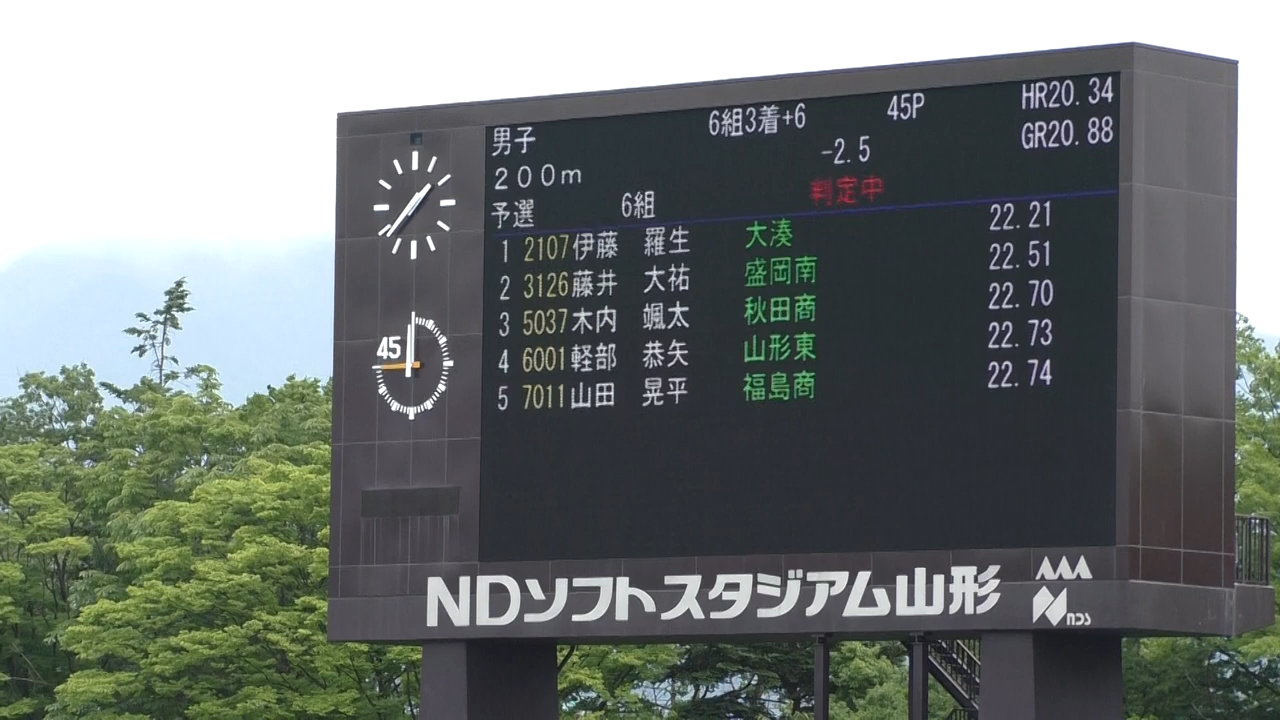 男子 6組3着+6 45P HR20.34
200m -2.5 GR20.88
予選 6組 判定中
1 2107 伊藤 羅生 大湊 22.21
2 3126 藤井 大祐 盛岡南 22.51
3 5037 木内 颯太 秋田商 22.70
4 6001 軽部 恭矢 山形東 22.73
5 7011 山田 晃平 福島商 22.74
45
NDソフトスタジアム山形
NDS